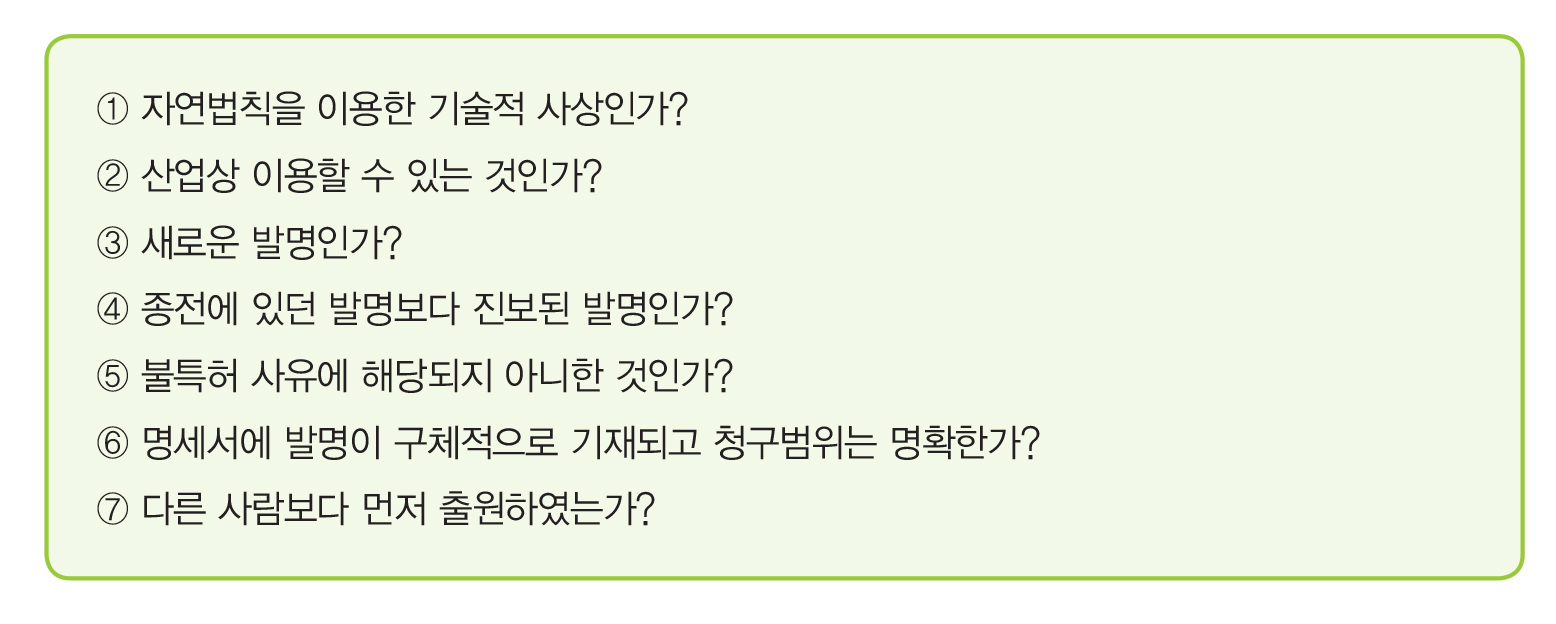 ① 자연법칙을 이용한 기술적 사상인가?
② 산업상 이용할 수 있는 것인가?
③ 새로운 발명인가?
④ 종전에 있던 발명보다 진보된 발명인가?
⑤ 불특허 사유에 해당되지 아니한 것인가?
⑥ 명세서에 발명이 구체적으로 기재되고 청구범위는 명확한가?
⑦ 다른 사람보다 먼저 출원하였는가?